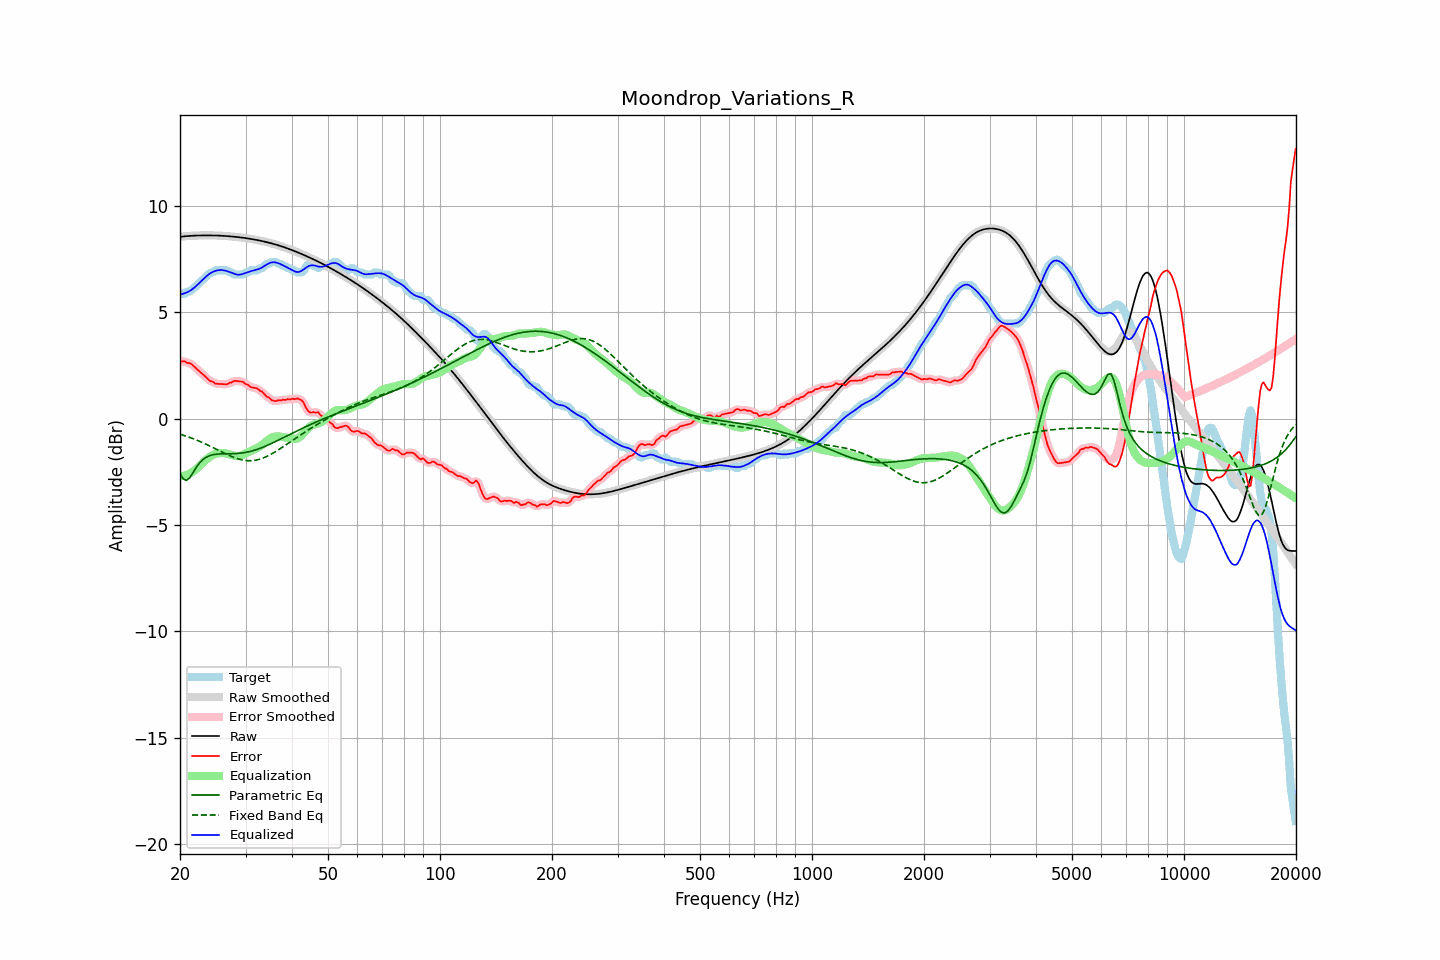 Moondrop_Variations_R
Amplitude (dBr)
10
5
0
−5
−10
−15
−20
Target
Raw Smoothed
Error Smoothed
Raw
Error
Equalization
Parametric Eq
Fixed Band Eq
Equalized
20
50
100
200
500
1000
2000
5000
10000
20000
Frequency (Hz)